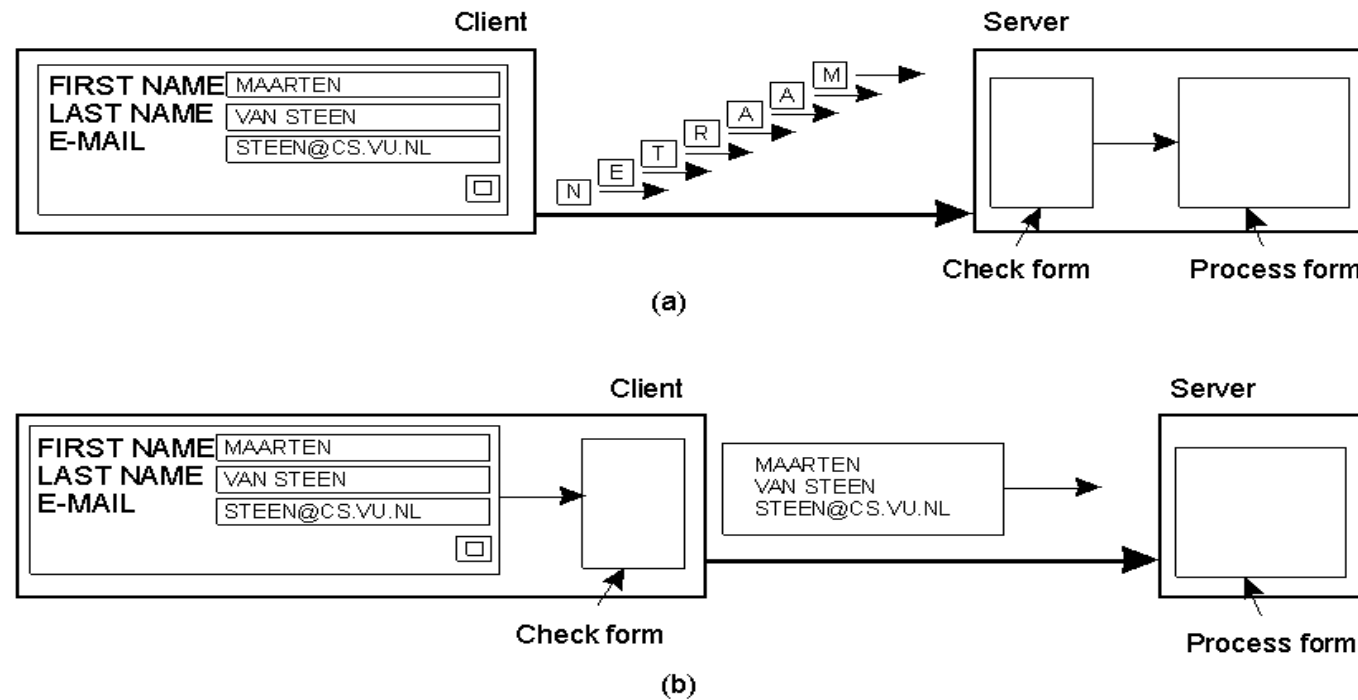 Client
Server
FIRST NAME MAARTEN
LAST NAME VAN STEEN
E-MAIL STEEN@CS.VU.NL
N E T R A A M
Check form
Process form
(a)
Client
Server
FIRST NAME MAARTEN
LAST NAME VAN STEEN
E-MAIL STEEN@CS.VU.NL
MAARTEN
VAN STEEN
STEEN@CS.VU.NL
Check form
Process form
(b)